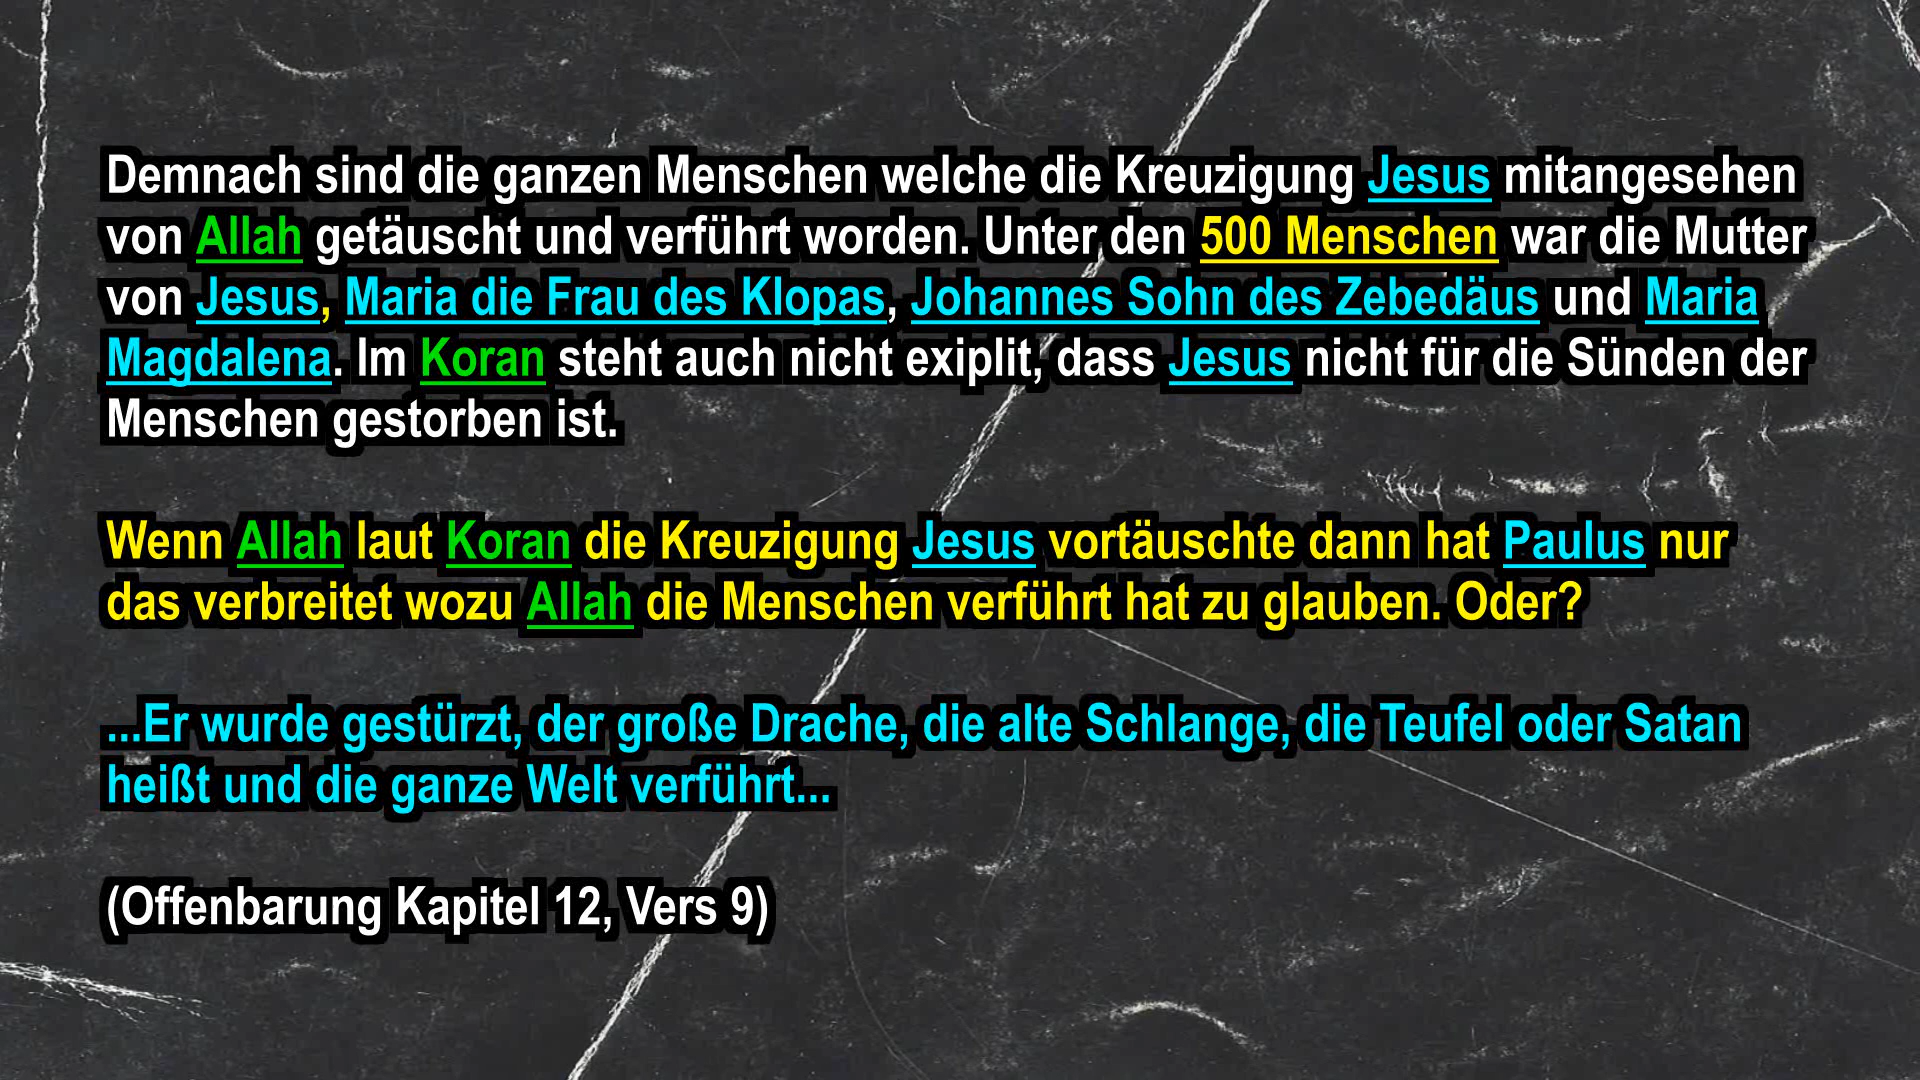 Demnach sind die ganzen Menschen welche die Kreuzigung Jesus mitangesehen
von Allah getäuscht und verführt worden. Unter den 500 Menschen war die Mutter
von Jesus, Maria die Frau des Klopas, Johannes Sohn des Zebedäus und Maria
Magdalena. Im Koran steht auch nicht exiplit, dass Jesus nicht für die Sünden der
Menschen gestorben ist.
Wenn Allah laut Koran die Kreuzigung Jesus vortäuschte dann hat Paulus nur
das verbreitet wozu Allah die Menschen verführt hat zu glauben. Oder?
...Er wurde gestürzt, der große Drache, die alte Schlange, die Teufel oder Satan
heißt und die ganze Welt verführt...
(Offenbarung Kapitel 12, Vers 9)